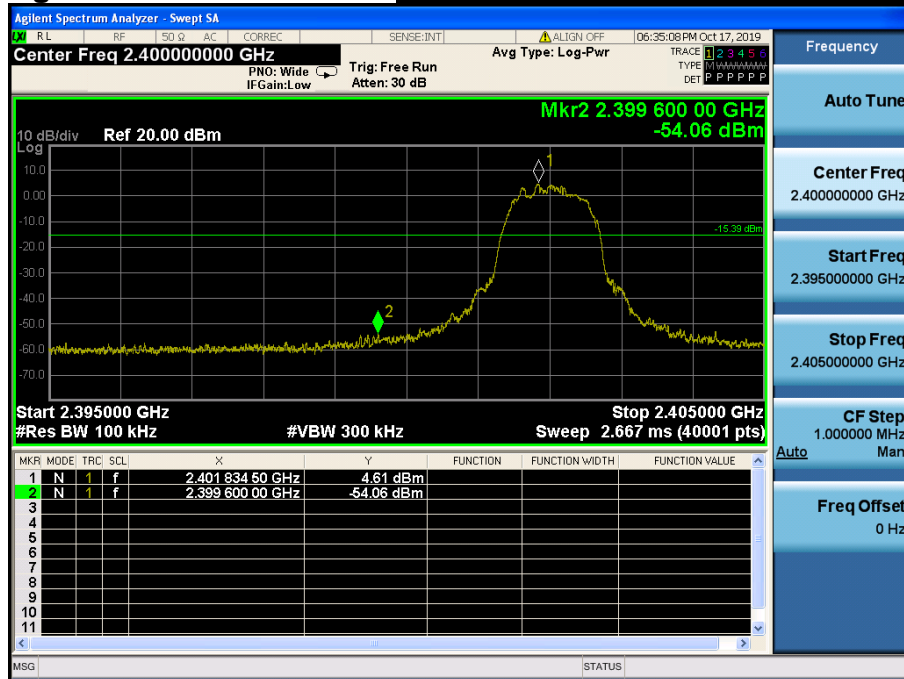 Agilent Spectrum Analyzer - Swept SA
LXI RL RF 50 Ω AC CORREC SENSE:INT ALIGN OFF 06:35:08 PM Oct 17, 2019
Center Freq 2.400000000 GHz
PNO: Wide
IFGain:Low
Trig: Free Run
Atten: 30 dB
Avg Type: Log-Pwr
TRACE 1 2 3 4 5 6
TYPE M WWWWW
DET P P P P P P
Mkr2 2.399 600 00 GHz
-54.06 dBm
10 dB/div Ref 20.00 dBm
Log
10.0
0.00
-10.0
-20.0
-30.0
-40.0
-50.0
-60.0
-70.0
1
-15.39 dBm
2
Start 2.395000 GHz Stop 2.405000 GHz
#Res BW 100 kHz #VBW 300 kHz Sweep 2.667 ms (40001 pts)
MKR MODE TRC SCL X Y FUNCTION FUNCTION WIDTH FUNCTION VALUE
1 N 1 f 2.401 834 50 GHz 4.61 dBm
2 N 1 f 2.399 600 00 GHz -54.06 dBm
3
4
5
6
7
8
9
10
11
MSG STATUS
Frequency
Auto Tune
Center Freq
2.400000000 GHz
Start Freq
2.395000000 GHz
Stop Freq
2.405000000 GHz
CF Step
1.000000 MHz
Auto Man
Freq Offset
0 Hz